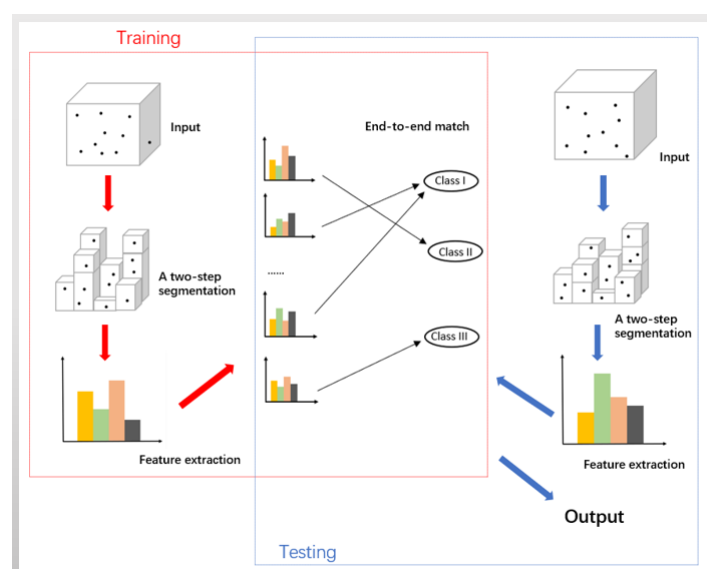 Training
Input
End-to-end match
Class I
Input
Class II
......
A two-step
segmentation
A two-step
segmentation
Class III
Feature extraction
Feature extraction
Output
Testing